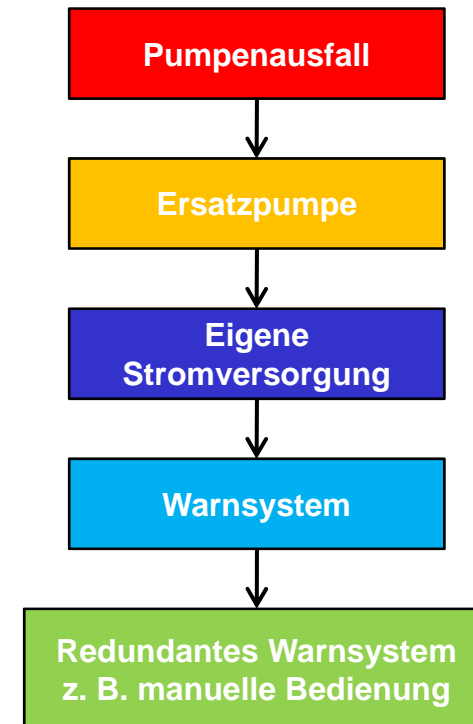 Pumpenausfall
Ersatzpumpe
Eigene
Stromversorgung
Warnsystem
Redundantes Warnsystem
z. B. manuelle Bedienung